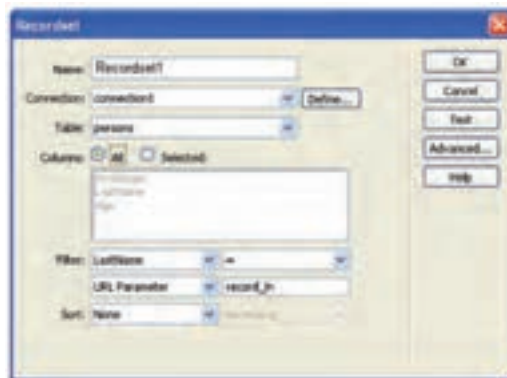 Recordset
Name: Recordset1
OK
Connection: connection1 Define...
Cancel
Table: persons
Test
Columns: All Selected:
Advanced...
Help
LastName
Filter: LastName =
URL Parameter record_ln
Sort: None